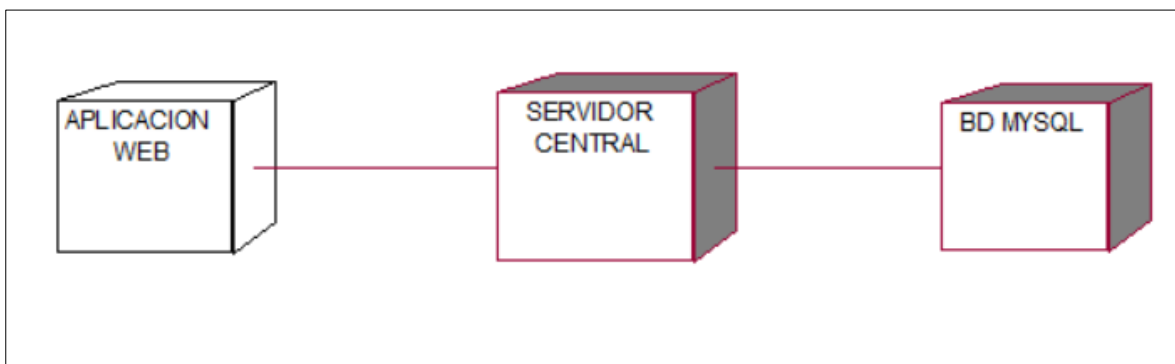 APLICACION
WEB
SERVIDOR
CENTRAL
BD MYSQL